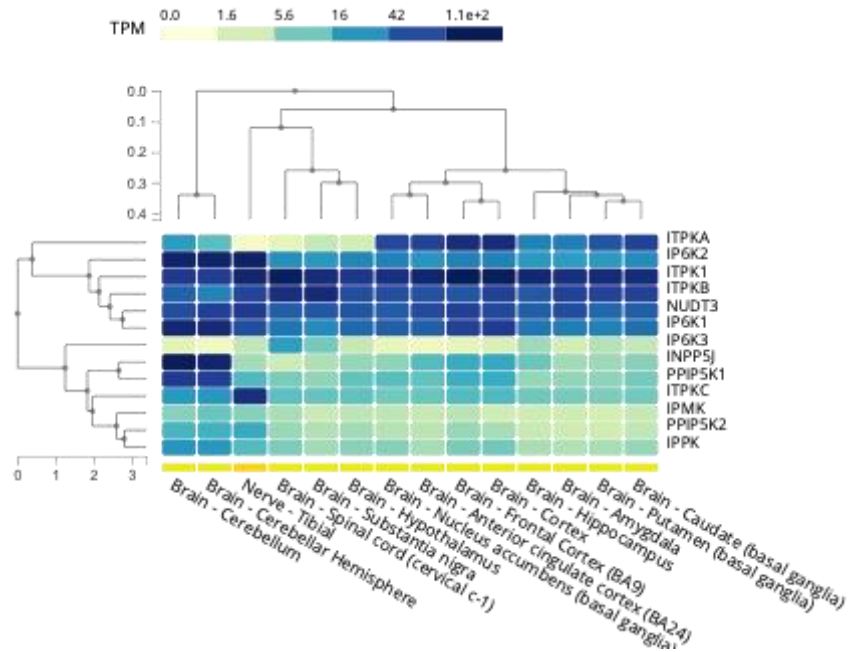 0.0 1.6 5.6 16 42 1.1e+2
TPM
0.0
0.1
0.2
0.3
0.4
ITPKA
IP6K2
ITPK1
ITPKB
NUDT3
IP6K1
IP6K3
INPP5J
PPIP5K1
ITPKC
IPMK
PPIP5K2
IPPK
0 1 2 3
Brain - Cerebellum
Brain - Cerebellar Hemisphere
Nerve - Tibial
Brain - Spinal cord (cervical c-1)
Brain - Substantia nigra
Brain - Hypothalamus
Brain - Nucleus accumbens (basal ganglia)
Brain - Anterior cingulate cortex (BA24)
Brain - Frontal Cortex (BA9)
Brain - Cortex
Brain - Hippocampus
Brain - Amygdala
Brain - Putamen (basal ganglia)
Brain - Caudate (basal ganglia)